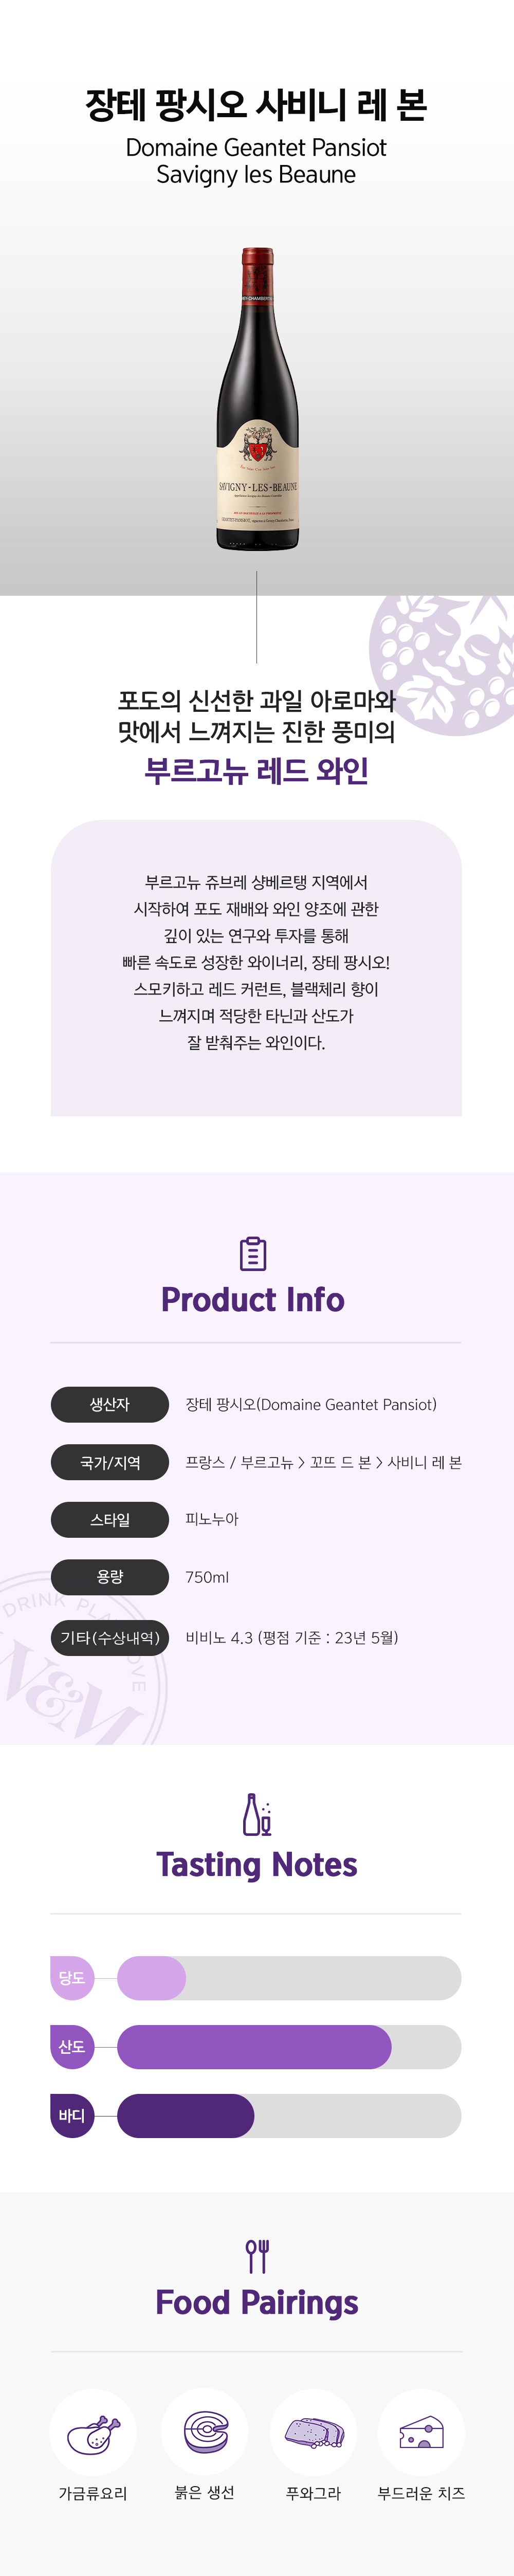 장테 팡시오 사비니 레 본
Domaine Geantet Pansiot
Savigny les Beaune
SAVIGNY-LES-BEAUNE
포도의 신선한 과일 아로마와
맛에서 느껴지는 진한 풍미의
부르고뉴 레드 와인
부르고뉴 쥬브레 샹베르탱 지역에서
시작하여 포도 재배와 와인 양조에 관한
깊이 있는 연구와 투자를 통해
빠른 속도로 성장한 와이너리, 장테 팡시오!
스모키하고 레드 커런트, 블랙체리 향이
느껴지며 적당한 타닌과 산도가
잘 받춰주는 와인이다.
Product Info
생산자 장테 팡시오(Domaine Geantet Pansiot)
국가/지역 프랑스 / 부르고뉴 > 꼬뜨 드 본 > 사비니 레 본
스타일 피노누아
용량 750ml
기타(수상내역) 비비노 4.3 (평점 기준 : 23년 5월)
DRINK
W&M
Tasting Notes
당도
산도
바디
Food Pairings
가금류요리 붉은 생선 푸와그라 부드러운 치즈